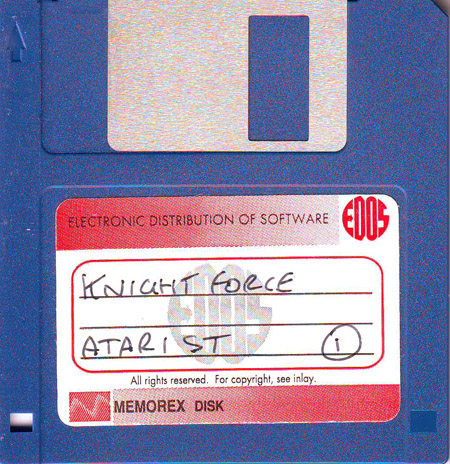 ELECTRONIC DISTRIBUTION OF SOFTWARE EDOS
KNIGHT FORCE
EDOS
ATARI ST 1
All rights reserved. For copyright, see inlay.
MEMOREX DISK